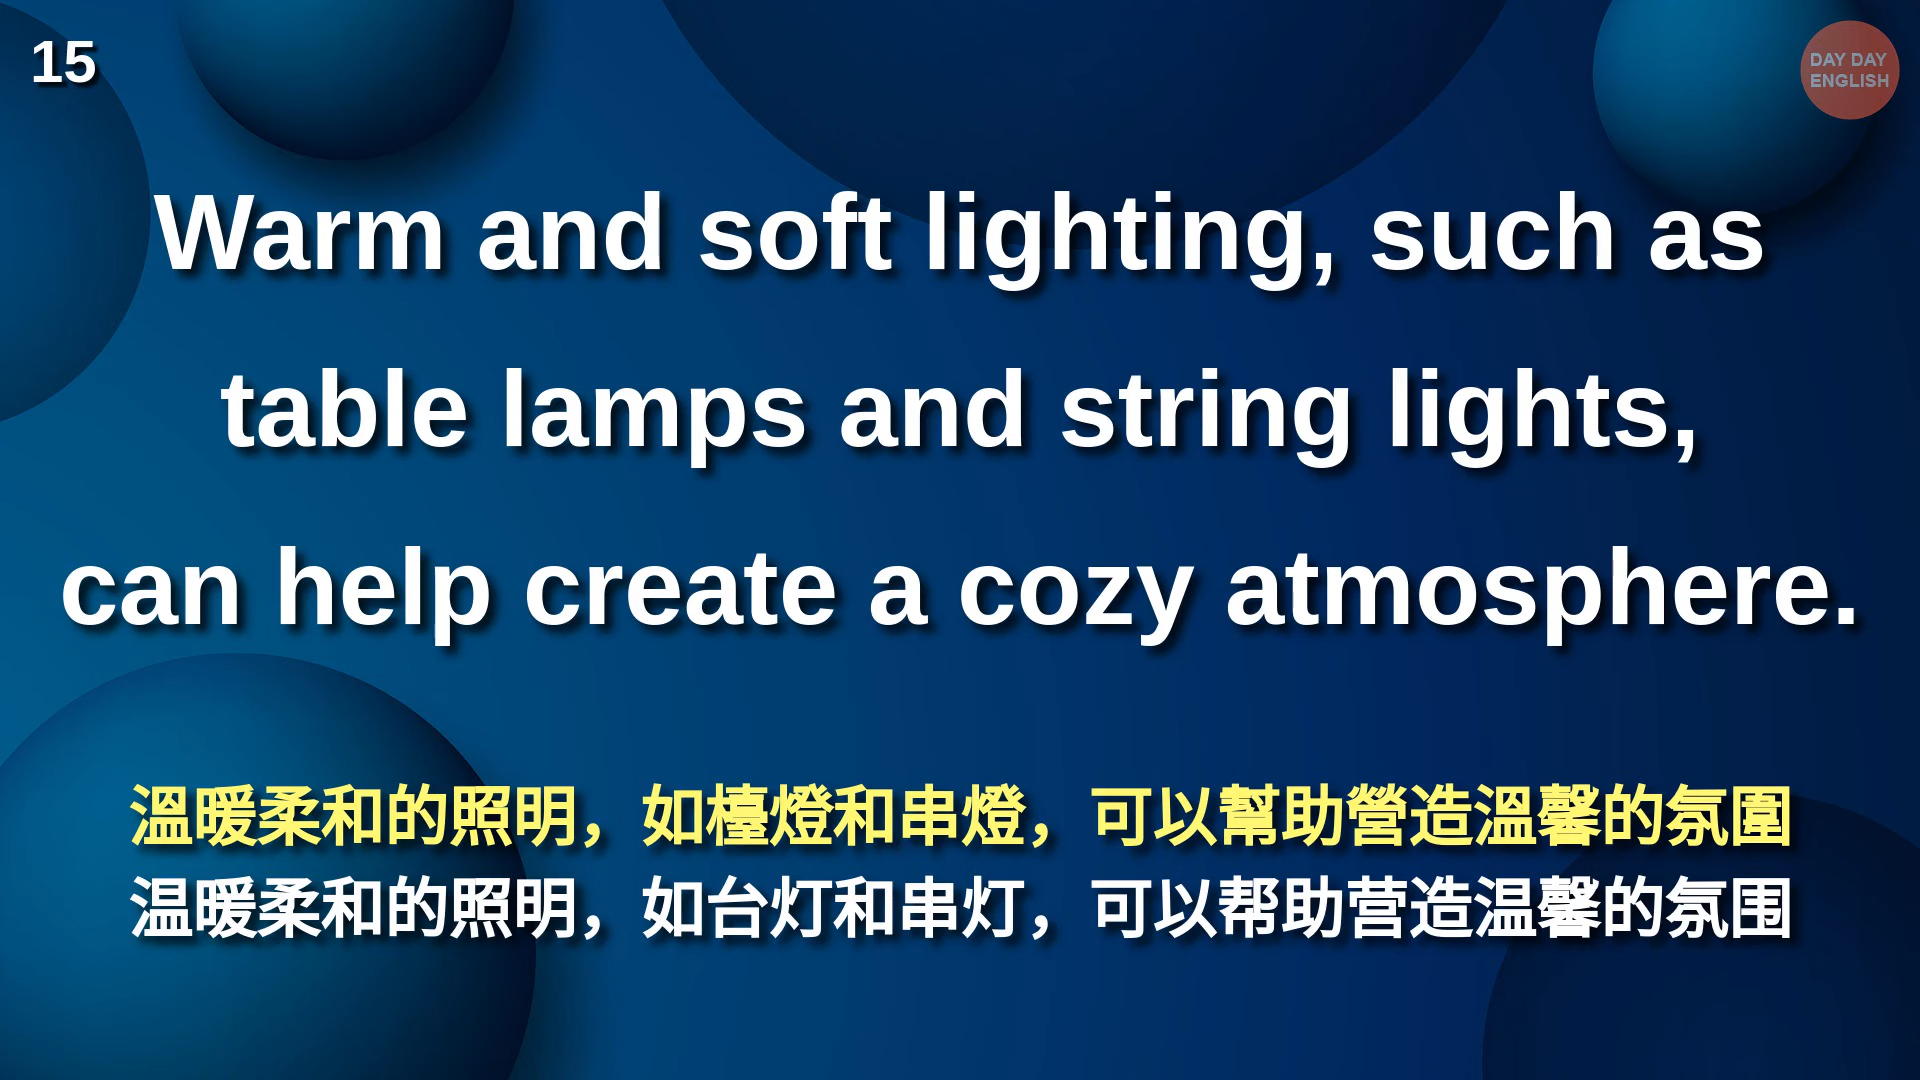 15
DAY DAY
ENGLISH
Warm and soft lighting, such as
table lamps and string lights,
can help create a cozy atmosphere.
溫暖柔和的照明，如檯燈和串燈，可以幫助營造溫馨的氛圍
温暖柔和的照明，如台灯和串灯，可以帮助营造温馨的氛围